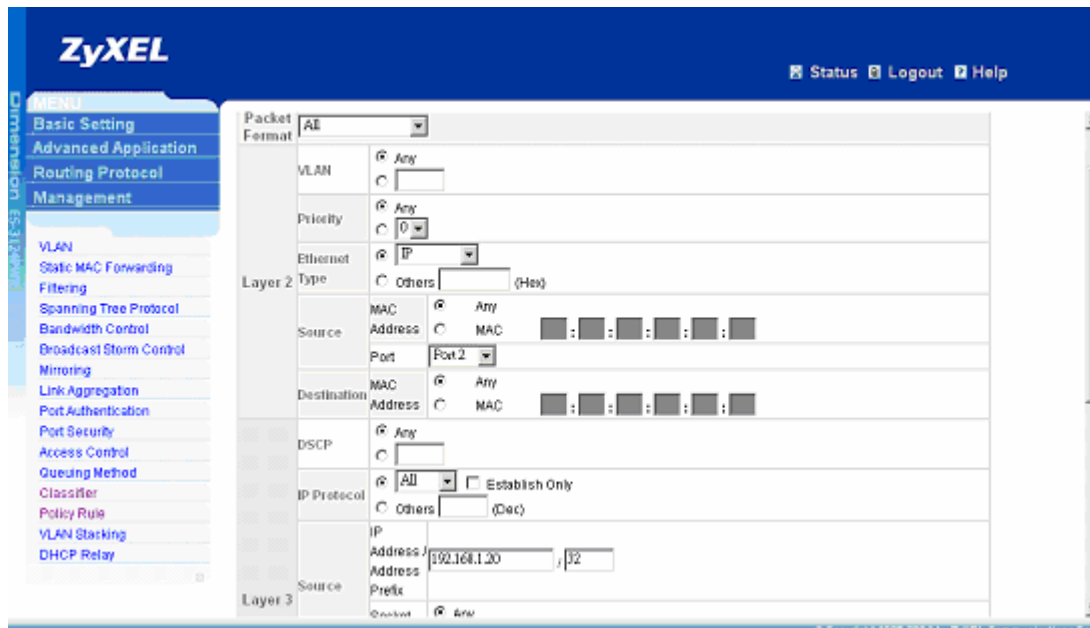 ZyXEL
Status Logout Help
Dimension
MENU
Basic Setting
Advanced Application
Routing Protocol
Management
VLAN
Static MAC Forwarding
Filtering
Spanning Tree Protocol
Bandwidth Control
Broadcast Storm Control
Mirroring
Link Aggregation
Port Authentication
Port Security
Access Control
Queuing Method
Classifier
Policy Rule
VLAN Stacking
DHCP Relay
Packet Format All
Layer 2
VLAN
Any
Priority
Any
0
Ethernet Type
IP
Others (Hex)
Source
MAC Address
Any
MAC : : : : :
Port Port 2
Destination
MAC Address
Any
MAC : : : : :
Layer 3
DSCP
Any
IP Protocol
All Establish Only
Others (Dec)
Source
IP Address / Address Prefix
192.168.1.20 / 32
Socket Any